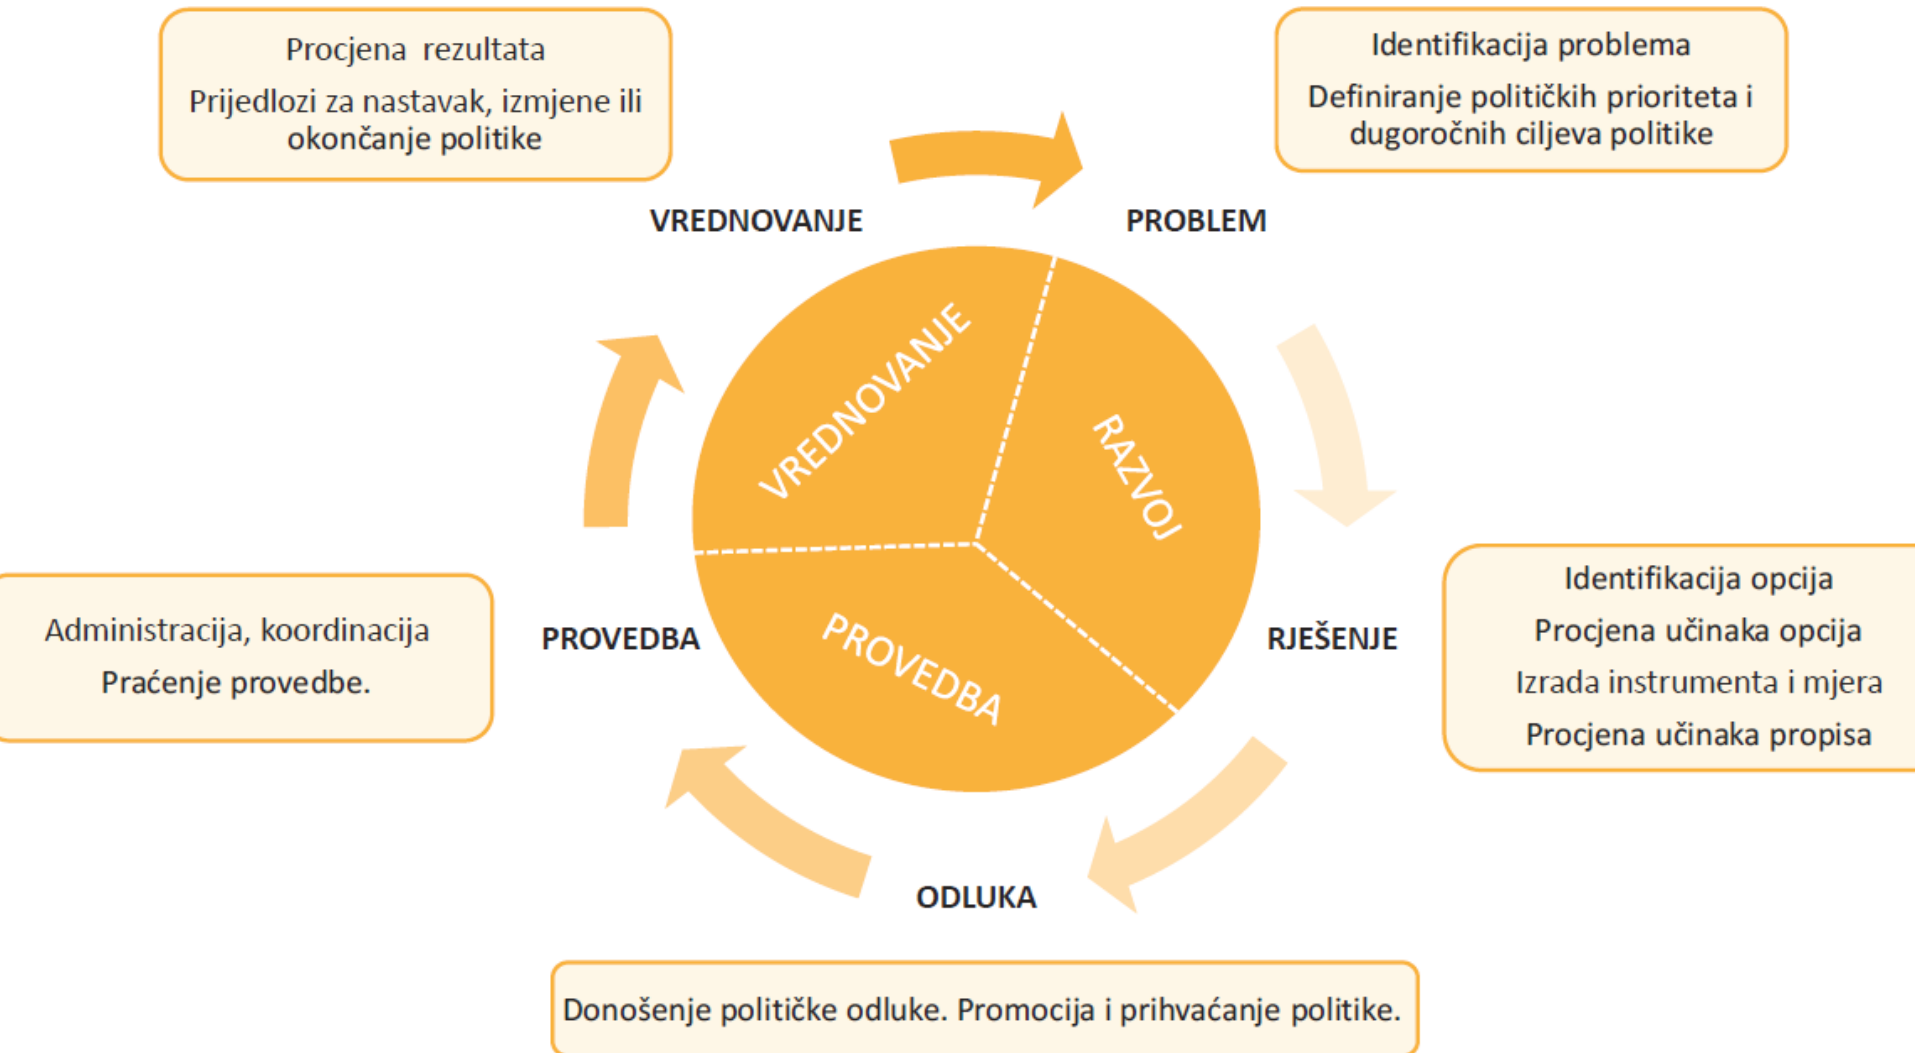 Procjena rezultata
Prijedlozi za nastavak, izmjene ili
okončanje politike
Identifikacija problema
Definiranje političkih prioriteta i
dugoročnih ciljeva politike
VREDNOVANJE
PROBLEM
VREDNOVANJE
RAZVOJ
PROVEDBA
Administracija, koordinacija
Praćenje provedbe.
PROVEDBA
RJEŠENJE
Identifikacija opcija
Procjena učinaka opcija
Izrada instrumenta i mjera
Procjena učinaka propisa
ODLUKA
Donošenje političke odluke. Promocija i prihvaćanje politike.